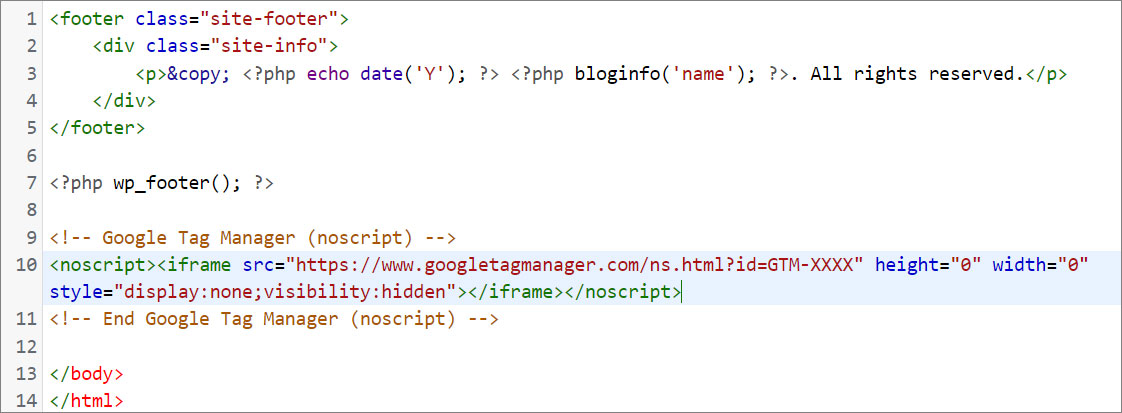 1 <footer class="site-footer">
2     <div class="site-info">
3         <p>&copy; <?php echo date('Y'); ?> <?php bloginfo('name'); ?>. All rights reserved.</p>
4     </div>
5 </footer>
6
7 <?php wp_footer(); ?>
8
9 <!-- Google Tag Manager (noscript) -->
10 <noscript><iframe src="https://www.googletagmanager.com/ns.html?id=GTM-XXXX" height="0" width="0"
style="display:none;visibility:hidden"></iframe></noscript>
11 <!-- End Google Tag Manager (noscript) -->
12
13 </body>
14 </html>